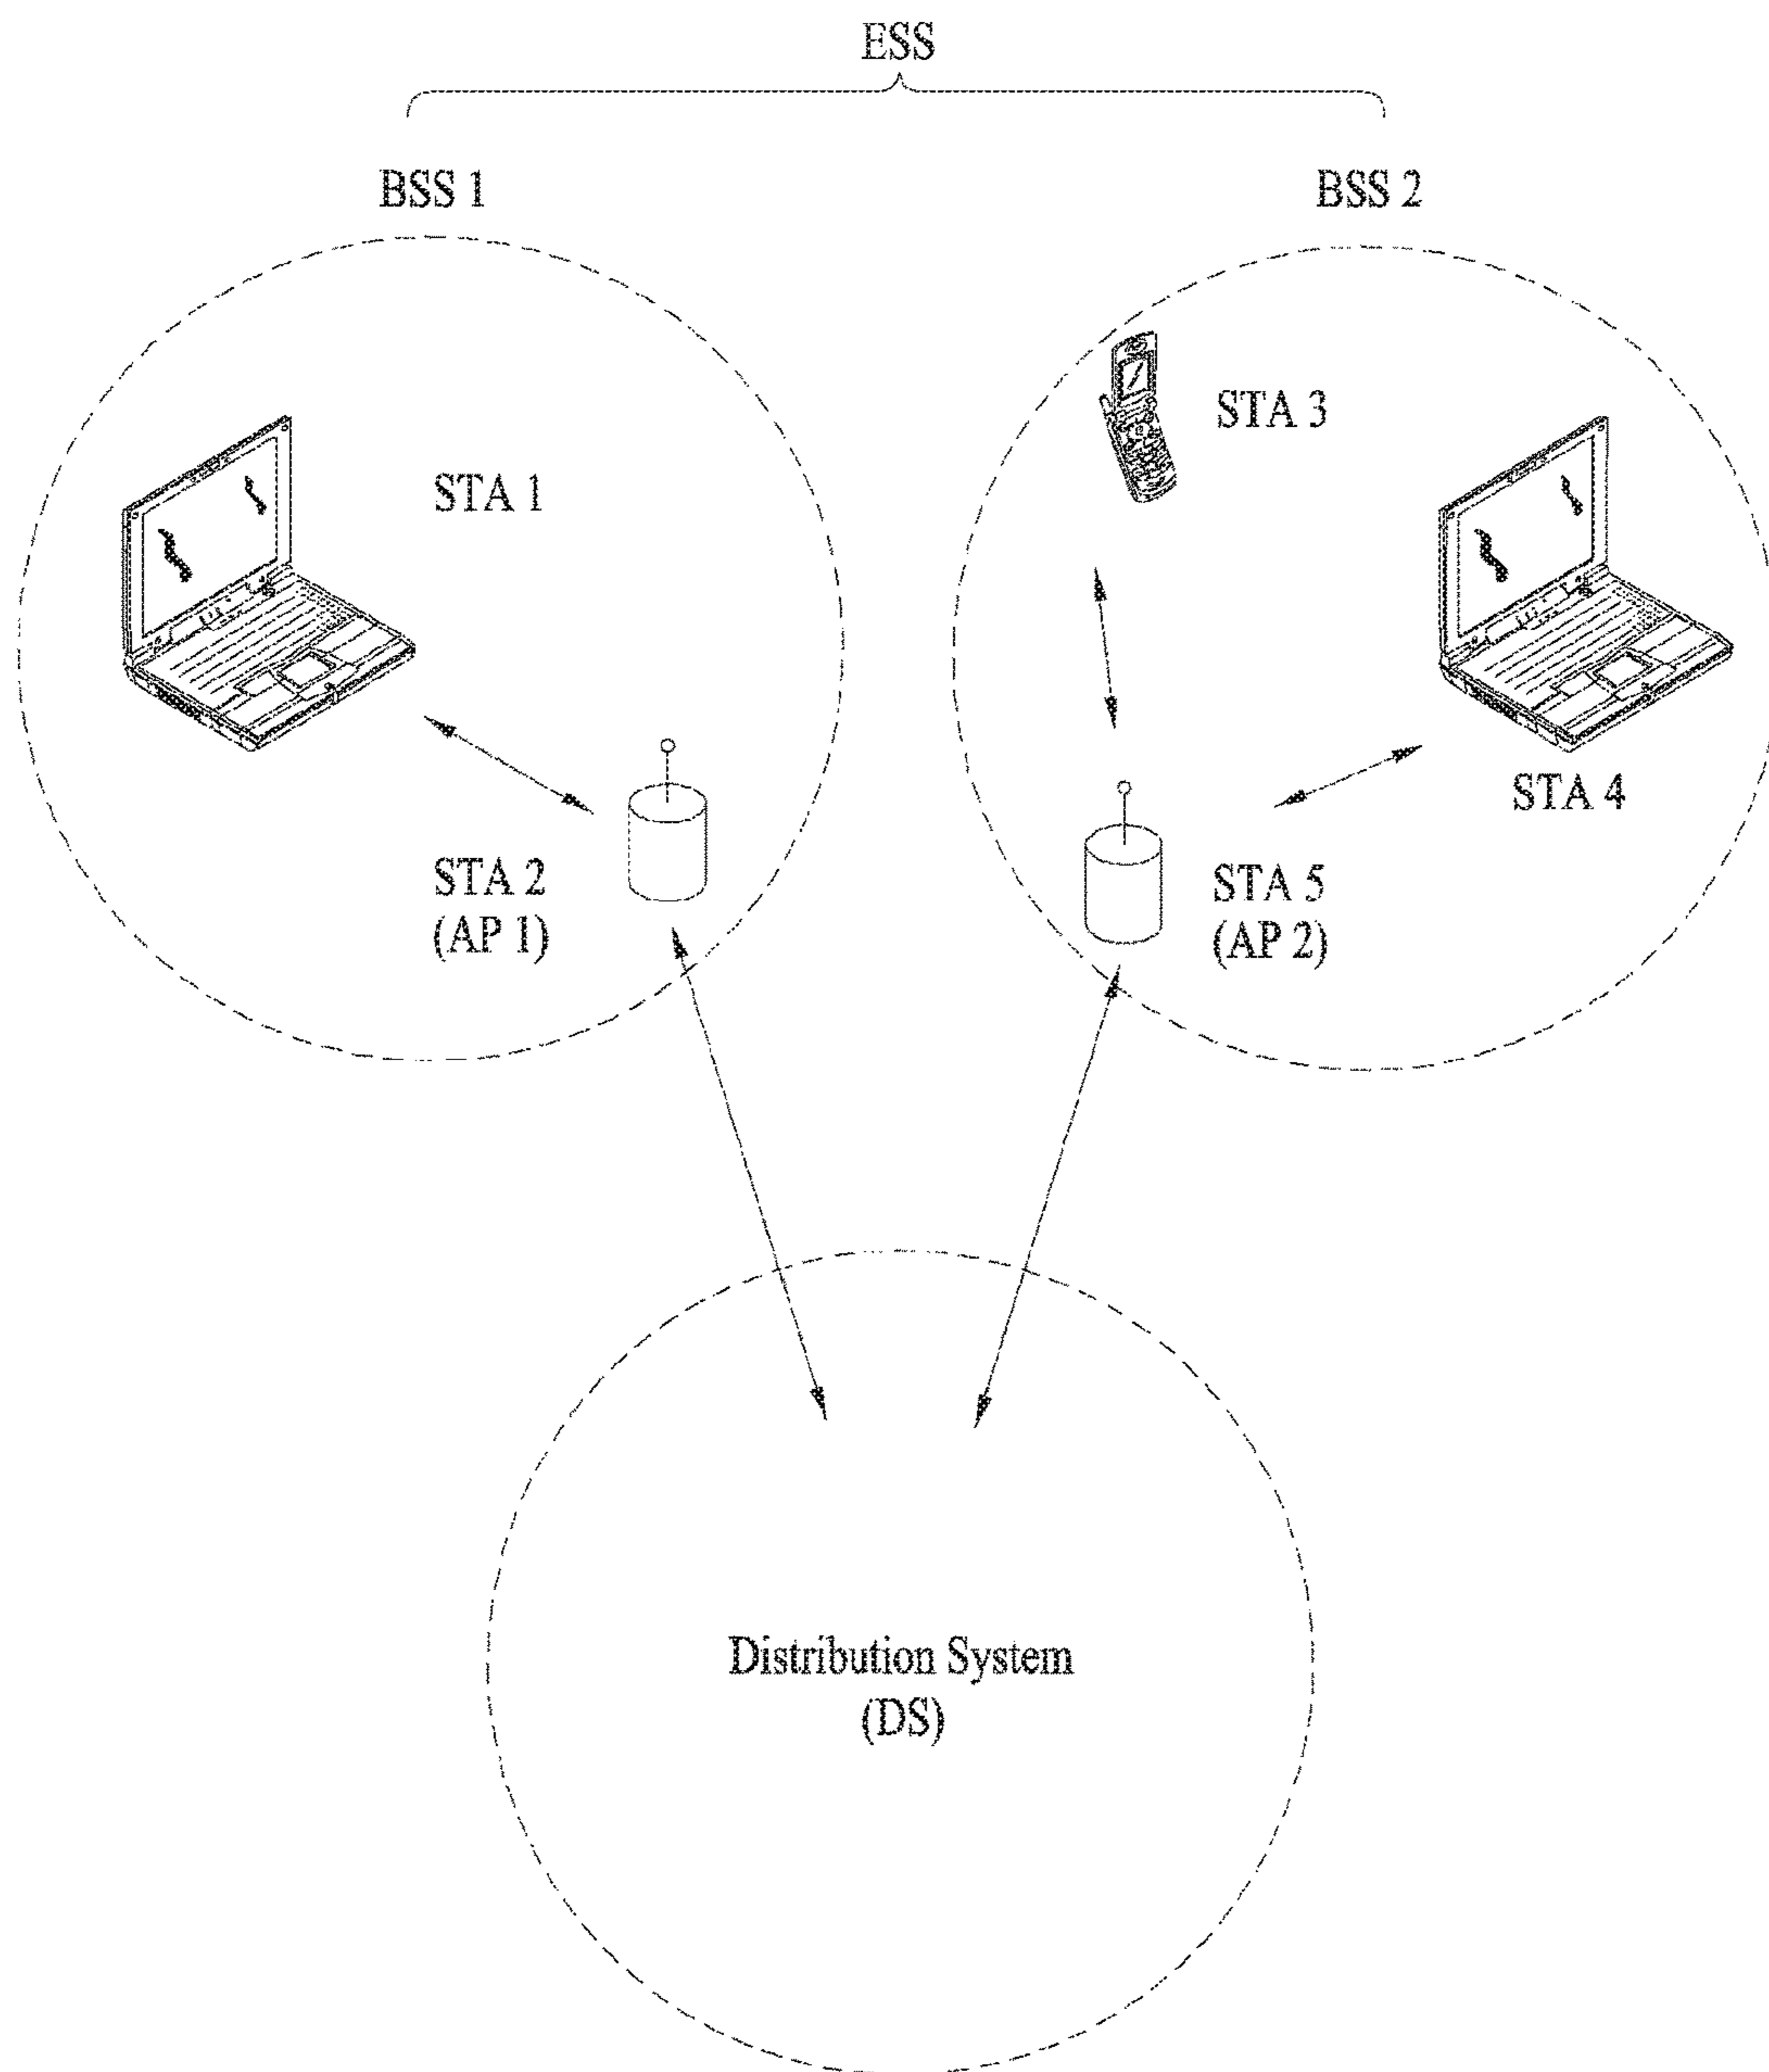 ESS
BSS 1
BSS 2
STA 1
STA 3
STA 4
STA 2
(AP 1)
STA 5
(AP 2)
Distribution System
(DS)